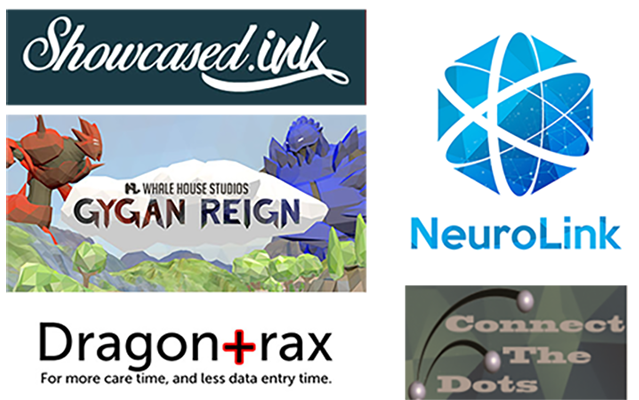 Showcased.ink
WHALE HOUSE STUDIOS
GYGAN REIGN
Dragon+rax
For more care time, and less data entry time.
NeuroLink
Connect
The
Dots